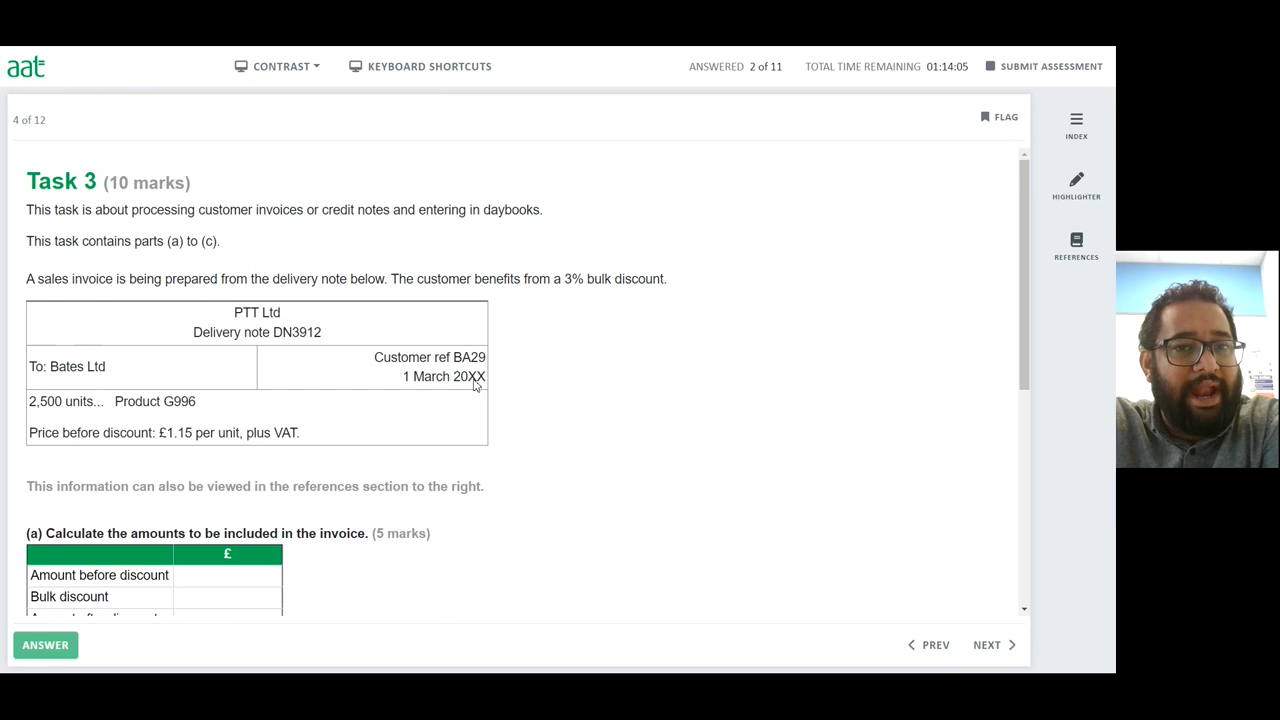 aat
CONTRAST
KEYBOARD SHORTCUTS
ANSWERED 2 of 11
TOTAL TIME REMAINING 01:14:05
SUBMIT ASSESSMENT
4 of 12
FLAG
INDEX
HIGHLIGHTER
REFERENCES
Task 3 (10 marks)
This task is about processing customer invoices or credit notes and entering in daybooks.
This task contains parts (a) to (c).
A sales invoice is being prepared from the delivery note below. The customer benefits from a 3% bulk discount.
PTT Ltd
Delivery note DN3912
To: Bates Ltd
Customer ref BA29
1 March 20XX
2,500 units... Product G996
Price before discount: £1.15 per unit, plus VAT.
This information can also be viewed in the references section to the right.
(a) Calculate the amounts to be included in the invoice. (5 marks)
£
Amount before discount
Bulk discount
ANSWER
PREV
NEXT